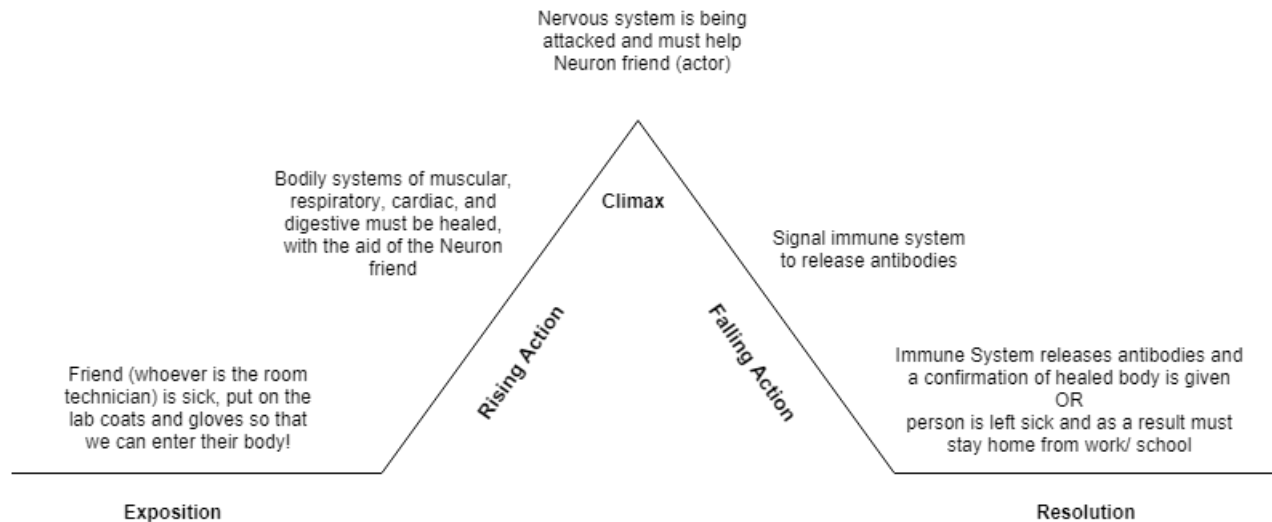 Nervous system is being
attacked and must help
Neuron friend (actor)
Bodily systems of muscular,
respiratory, cardiac, and
digestive must be healed,
with the aid of the Neuron
friend
Climax
Signal immune system
to release antibodies
Rising Action
Falling Action
Friend (whoever is the room
technician) is sick, put on the
lab coats and gloves so that
we can enter their body!
Immune System releases antibodies and
a confirmation of healed body is given
OR
person is left sick and as a result must
stay home from work/ school
Exposition
Resolution